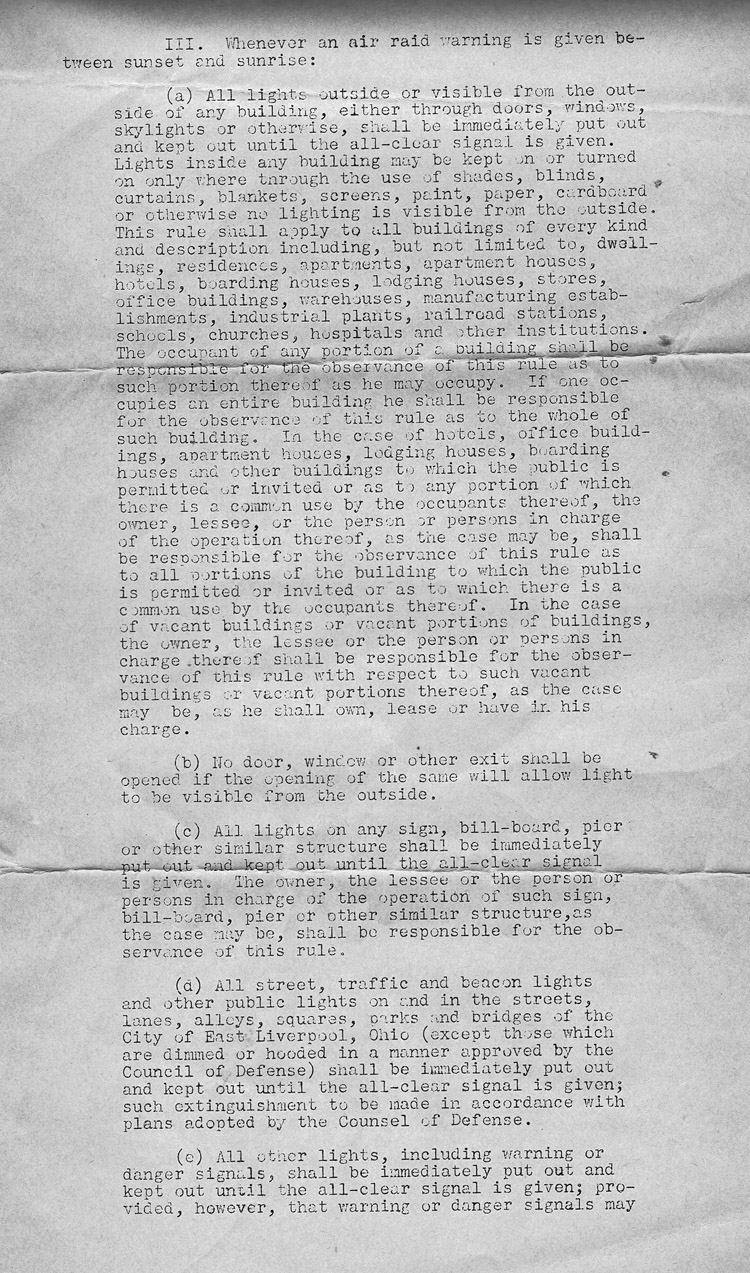 III. Whenever an air raid warning is given be-
tween sunset and sunrise:
(a) All lights outside or visible from the out-
side of any building, either through doors, windows,
skylights or otherwise, shall be immediately put out
and kept out until the all-clear signal is given.
Lights inside any building may be kept on or turned
on only where through the use of shades, blinds,
curtains, blankets, screens, paint, paper, cardboard
or otherwise no lighting is visible from the outside.
This rule shall apply to all buildings of every kind
and description including, but not limited to, dwell-
ings, residences, apartments, apartment houses,
hotels, boarding houses, lodging houses, stores,
office buildings, warehouses, manufacturing estab-
lishments, industrial plants, railroad stations,
schools, churches, hospitals and other institutions.
The occupant of any portion of a building shall be
responsible for the observance of this rule as to
such portion thereof as he may occupy. If one oc-
cupies an entire building he shall be responsible
for the observance of this rule as to the whole of
such building. In the case of hotels, office build-
ings, apartment houses, lodging houses, boarding
houses and other buildings to which the public is
permitted or invited or as to any portion of which
there is a common use by the occupants thereof, the
owner, lessee, or the person or persons in charge
of the operation thereof, as the case may be, shall
be responsible for the observance of this rule as
to all portions of the building to which the public
is permitted or invited or as to which there is a
common use by the occupants thereof. In the case
of vacant buildings or vacant portions of buildings,
the owner, the lessee or the person or persons in
charge .thereof shall be responsible for the obser-
vance of this rule with respect to such vacant
buildings or vacant portions thereof, as the case
may be, as he shall own, lease or have in his
charge.
(b) No door, window or other exit shall be
opened if the opening of the same will allow light
to be visible from the outside.
(c) All lights on any sign, bill-board, pier
or other similar structure shall be immediately
put out and kept out until the all-clear signal
is given. The owner, the lessee or the person or
persons in charge of the operation of such sign,
bill-board, pier or other similar structure,as
the case may be, shall be responsible for the ob-
servance of this rule.
(d) All street, traffic and beacon lights
and other public lights on and in the streets,
lanes, alleys, squares, parks and bridges of the
City of East Liverpool, Ohio (except those which
are dimmed or hooded in a manner approved by the
Council of Defense) shall be immediately put out
and kept out until the all-clear signal is given;
such extinguishment to be made in accordance with
plans adopted by the Counsel of Defense.
(e) All other lights, including warning or
danger signals, shall be immediately put out and
kept out until the all-clear signal is given; pro-
vided, however, that warning or danger signals may